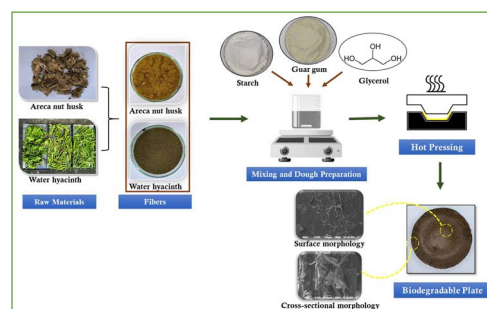 Areca nut husk
Water hyacinth
Raw Materials
Areca nut husk
Water hyacinth
Fibers
Starch
Guar gum
OH
HO
OH
Glycerol
Mixing and Dough Preparation
Hot Pressing
Surface morphology
Cross-sectional morphology
Biodegradable Plate